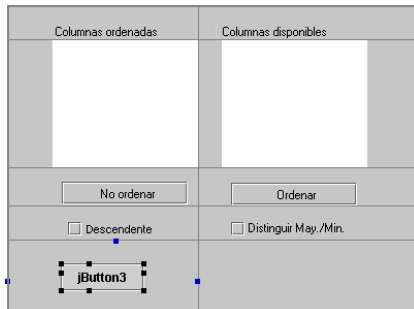 Columnas ordenadas
Columnas disponibles
No ordenar
Ordenar
Descendente
Distinguir May./Min.
jButton3